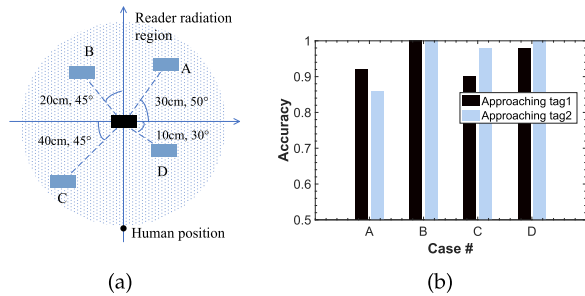 Reader radiation
region
B
A
20cm, 45°
30cm, 50°
40cm, 45°
10cm, 30°
D
C
Human position
(a)
1
0.9
0.8
0.7
0.6
0.5
Accuracy
Approaching tag1
Approaching tag2
A B C D
Case #
(b)